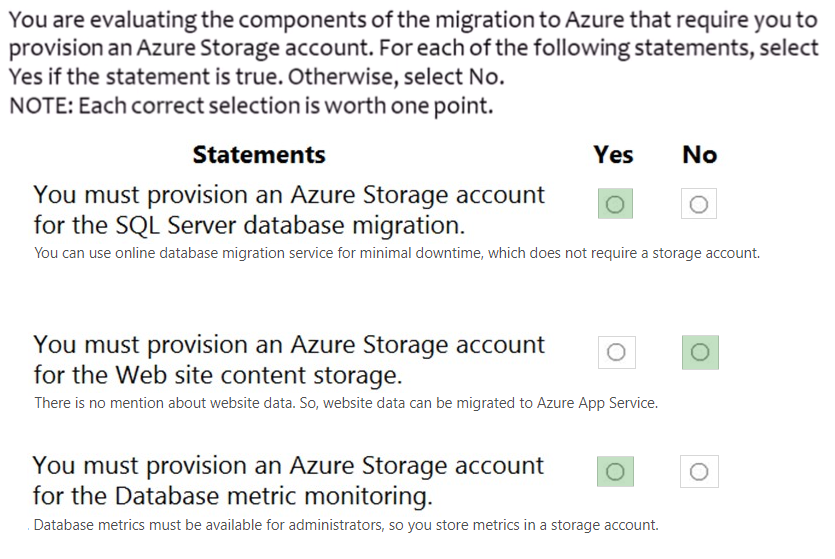 You are evaluating the components of the migration to Azure that require you to
provision an Azure Storage account. For each of the following statements, select
Yes if the statement is true. Otherwise, select No.
NOTE: Each correct selection is worth one point.
Statements Yes No
You must provision an Azure Storage account
for the SQL Server database migration.
You can use online database migration service for minimal downtime, which does not require a storage account.
You must provision an Azure Storage account
for the Web site content storage.
There is no mention about website data. So, website data can be migrated to Azure App Service.
You must provision an Azure Storage account
for the Database metric monitoring.
Database metrics must be available for administrators, so you store metrics in a storage account.